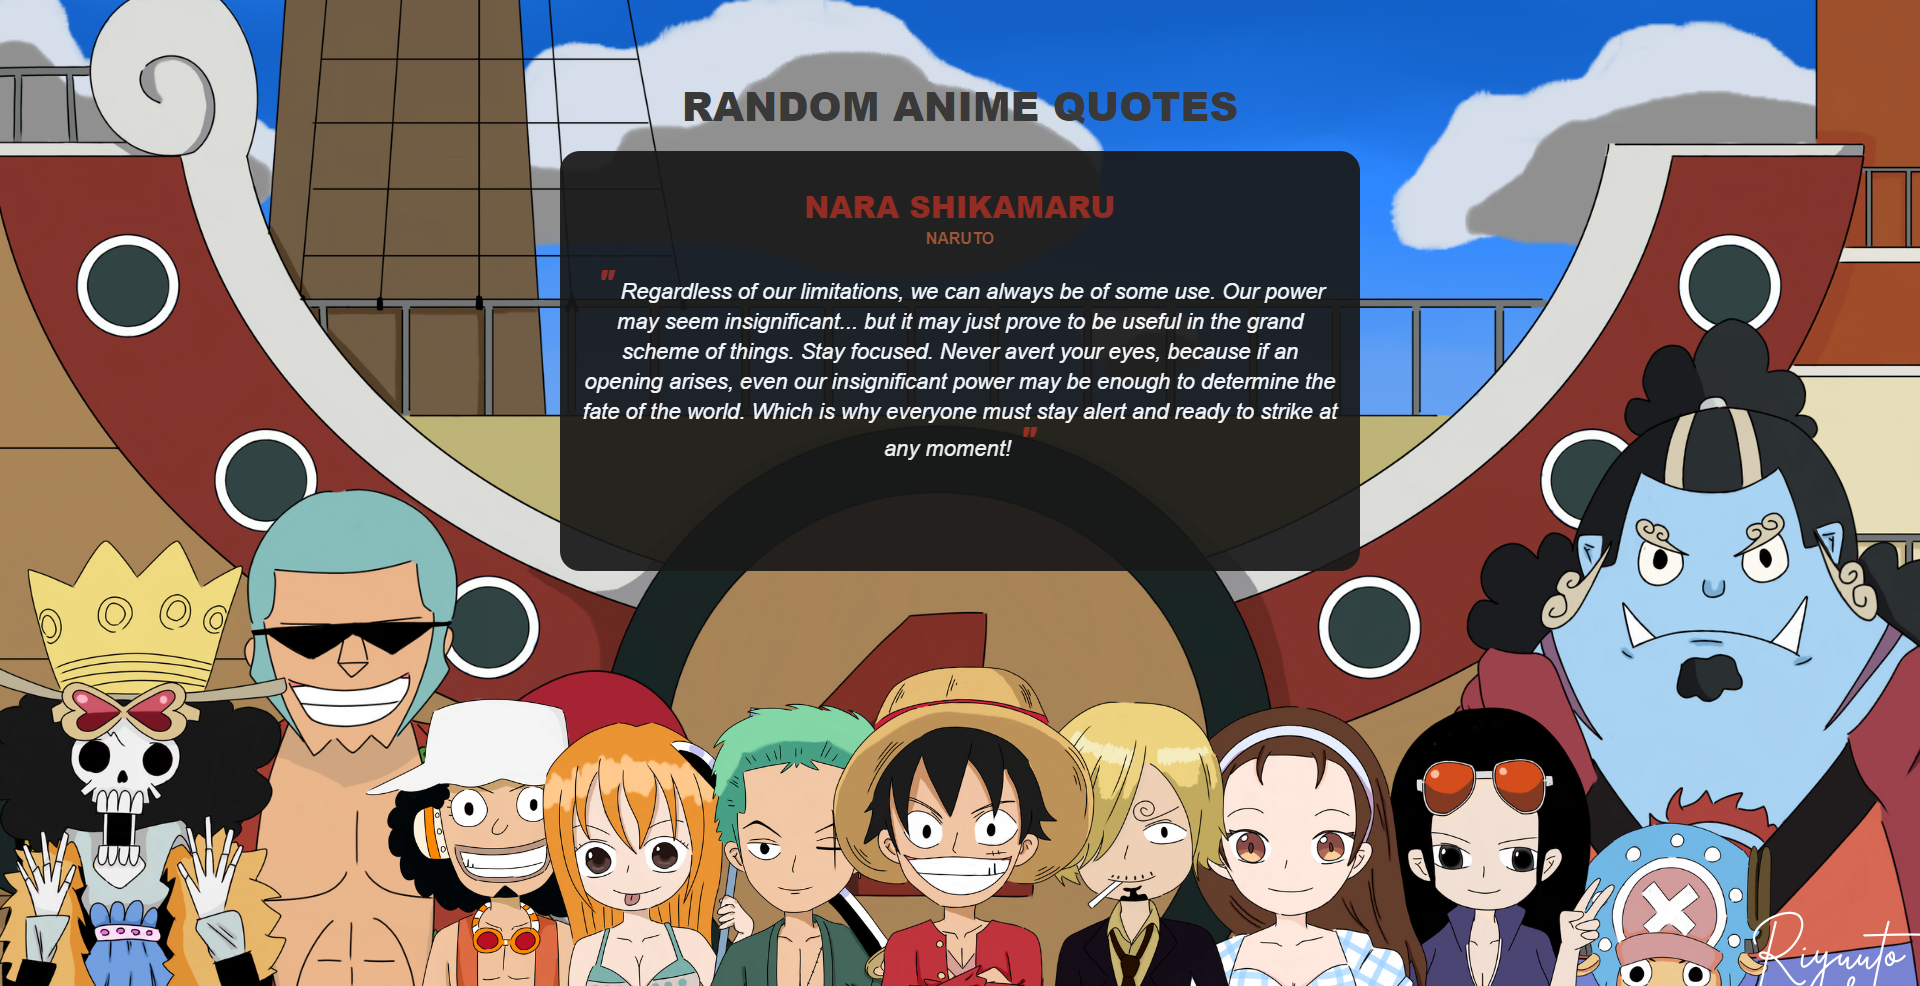 RANDOM ANIME QUOTES
NARA SHIKAMARU
NARUTO
" Regardless of our limitations, we can always be of some use. Our power
may seem insignificant... but it may just prove to be useful in the grand
scheme of things. Stay focused. Never avert your eyes, because if an
opening arises, even our insignificant power may be enough to determine the
fate of the world. Which is why everyone must stay alert and ready to strike at
any moment! "
Riyuuto